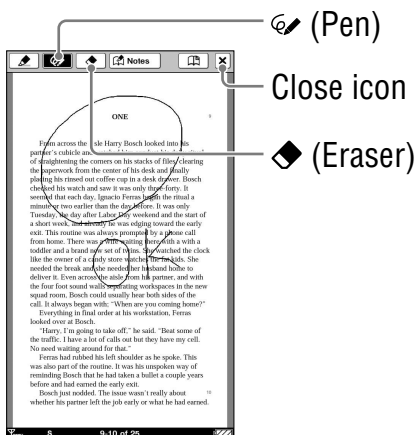 (Pen)
Notes
Close icon
ONE
9
From across the aisle Harry Bosch looked into his
partner's cubicle and
of straightening the corners on his stacks of files, clearing
the paperwork from the center of his desk and finally
placing his rinsed out coffee cup in a desk drawer. Bosch
checked his watch and saw it was only three-forty. It
seemed that each day, Ignacio Ferras began the ritual a
minute or two earlier than the day before. It was only
Tuesday, the day after Labor Day weekend and the start of
a short week, and already he was edging toward the early
exit. This routine was always prompted by a phone call
from home. There was a wife waiting there with a with a
toddler and a brand new set of twins. She watched the clock
like the owner of a candy store watches the fat kids. She
needed the break and she needed her husband home to
deliver it. Even across the aisle from his partner, and with
the four foot sound walls separating workspaces in the new
squad room, Bosch could usually hear both sides of the
call. It always began with: "When are you coming home?"
Everything in final order at his workstation, Ferras
looked over at Bosch.
"Harry, I'm going to take off," he said. "Beat some of
the traffic. I have a lot of calls out but they have my cell.
No need waiting around for that."
Ferras had rubbed his left shoulder as he spoke. This
was also part of the routine. It was his unspoken way of
reminding Bosch that he had taken a bullet a couple years
before and had earned the early exit.
Bosch just nodded. The issue wasn't really about
10
whether his partner left the job early or what he had earned.
(Eraser)
OK
S
9-10 of 25